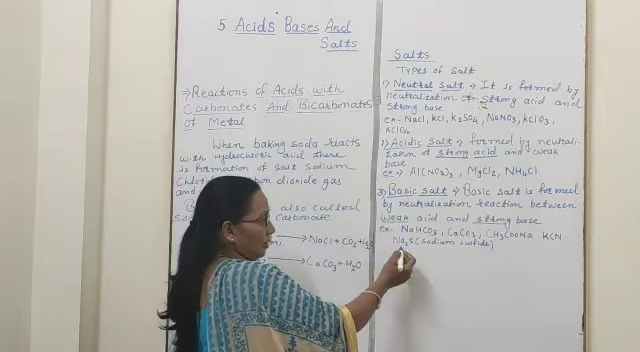 5 Acids Bases And
Salts
⇒Reactions of Acids with
Carbonates And Bicarbonates
of Metal
When baking soda reacts
with Hydrochloric acid there
is formation of salt Sodium
Chlori carbon dioxide gas
and
also called
Carbonate
→ NaCl + CO2 + H2O
→ CaCO3 + H2O
Salts
Types of Salt
1) Neutral salt → It is formed by
neutralization of strong acid and
strong base
ex- NaCl, KCl, K2SO4, NaNO3, KClO3,
KClO4
2) Acidic salt → formed by neutrali-
zation of strong acid and weak
base
ex → Al(NO3)3, MgCl2, NH4Cl
3) Basic salt → Basic salt is formed
by neutralization reaction between
weak acid and strong base
ex- NaHCO3, CaCO3, CH3COONa KCN
Na2S (sodium sulfide)